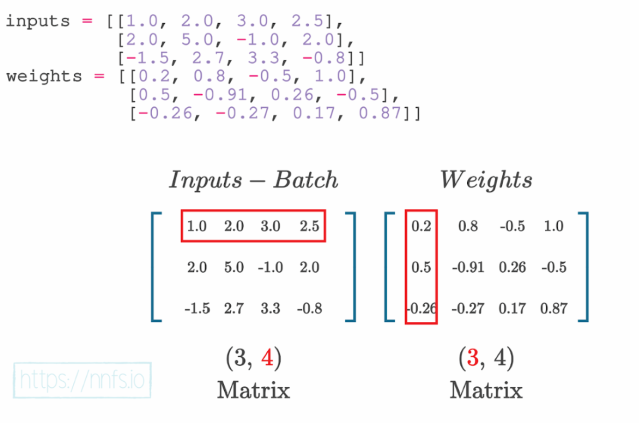 inputs = [[1.0, 2.0, 3.0, 2.5],
[2.0, 5.0, -1.0, 2.0],
[-1.5, 2.7, 3.3, -0.8]]
weights = [[0.2, 0.8, -0.5, 1.0],
[0.5, -0.91, 0.26, -0.5],
[-0.26, -0.27, 0.17, 0.87]]
Inputs - Batch
1.0 2.0 3.0 2.5
2.0 5.0 -1.0 2.0
-1.5 2.7 3.3 -0.8
(3, 4)
Matrix
Weights
0.2 0.8 -0.5 1.0
0.5 -0.91 0.26 -0.5
-0.26 -0.27 0.17 0.87
(3, 4)
Matrix
https://nnfs.io